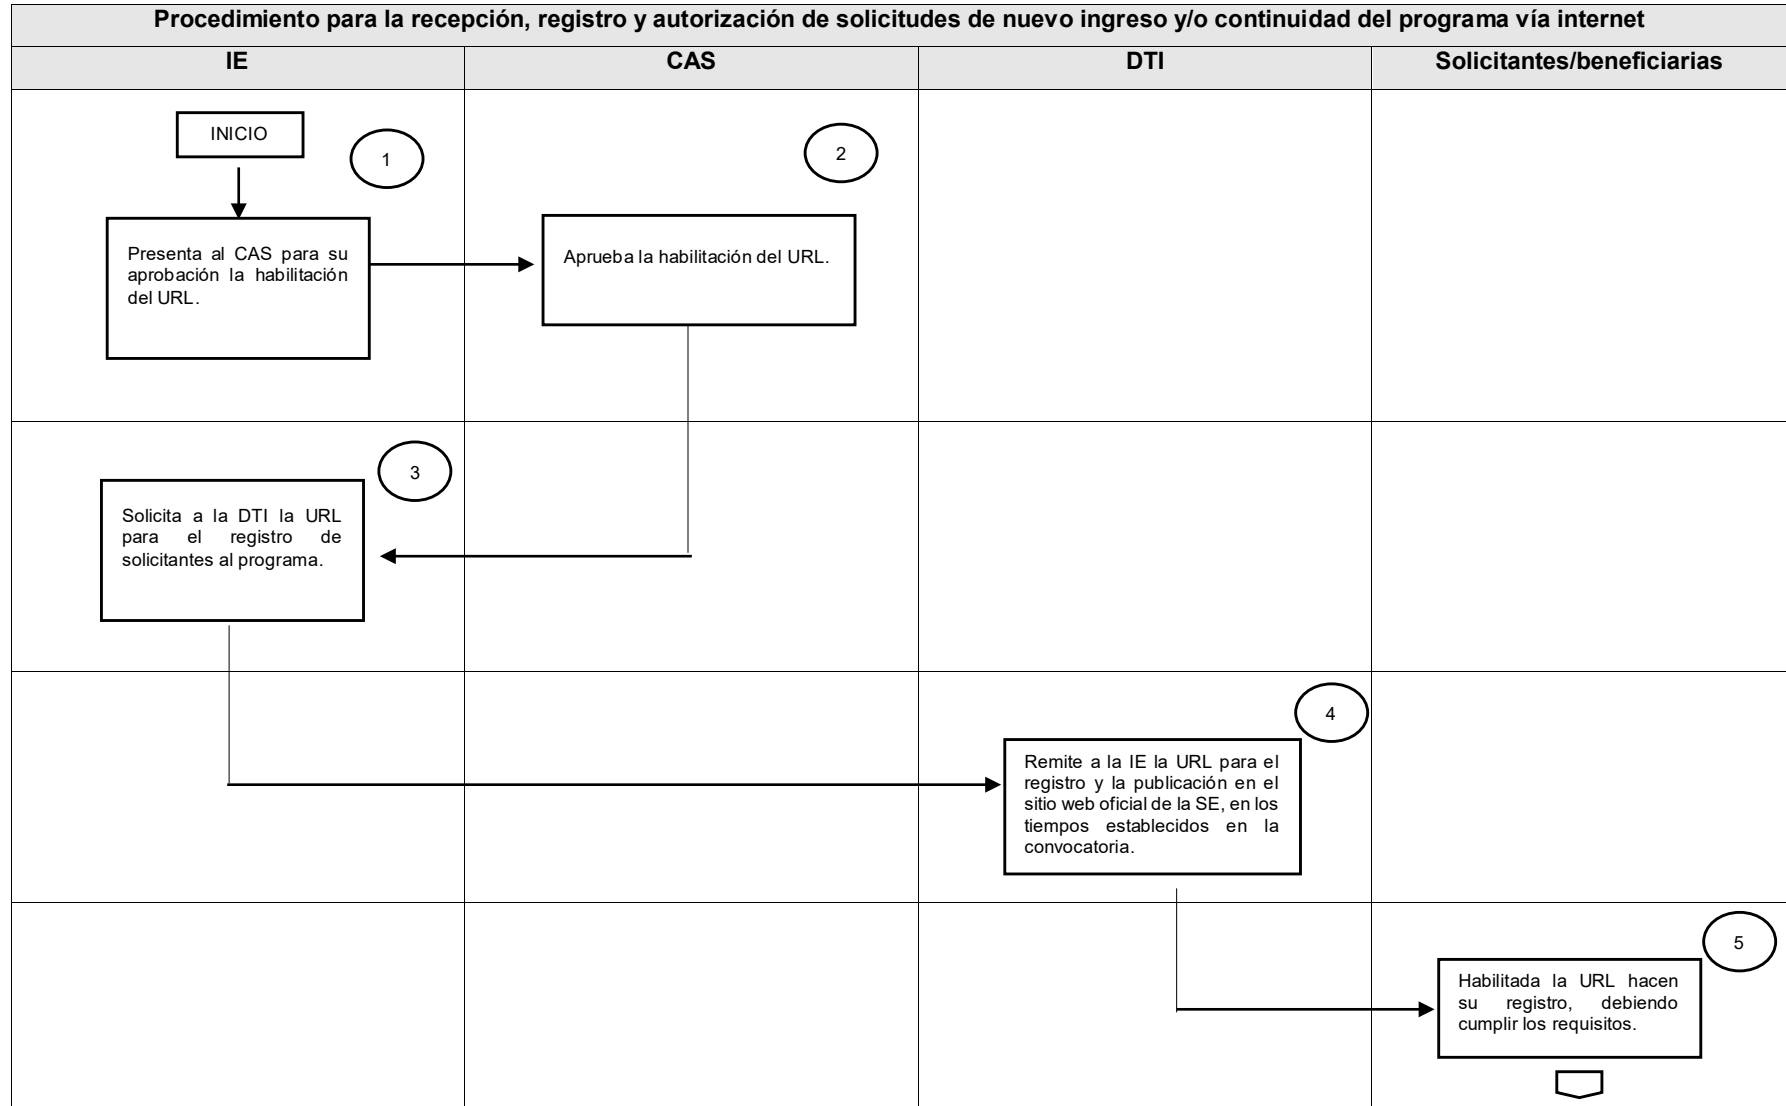 Procedimiento para la recepción, registro y autorización de solicitudes de nuevo ingreso y/o continuidad del programa vía internet
IE
CAS
DTI
Solicitantes/beneficiarias
INICIO
1
2
Presenta al CAS para su
aprobación la habilitación
del URL.
Aprueba la habilitación del URL.
3
Solicita a la DTI la URL
para el registro de
solicitantes al programa.
4
Remite a la IE la URL para el
registro y la publicación en el
sitio web oficial de la SE, en los
tiempos establecidos en la
convocatoria.
5
Habilitada la URL hacen
su registro, debiendo
cumplir los requisitos.